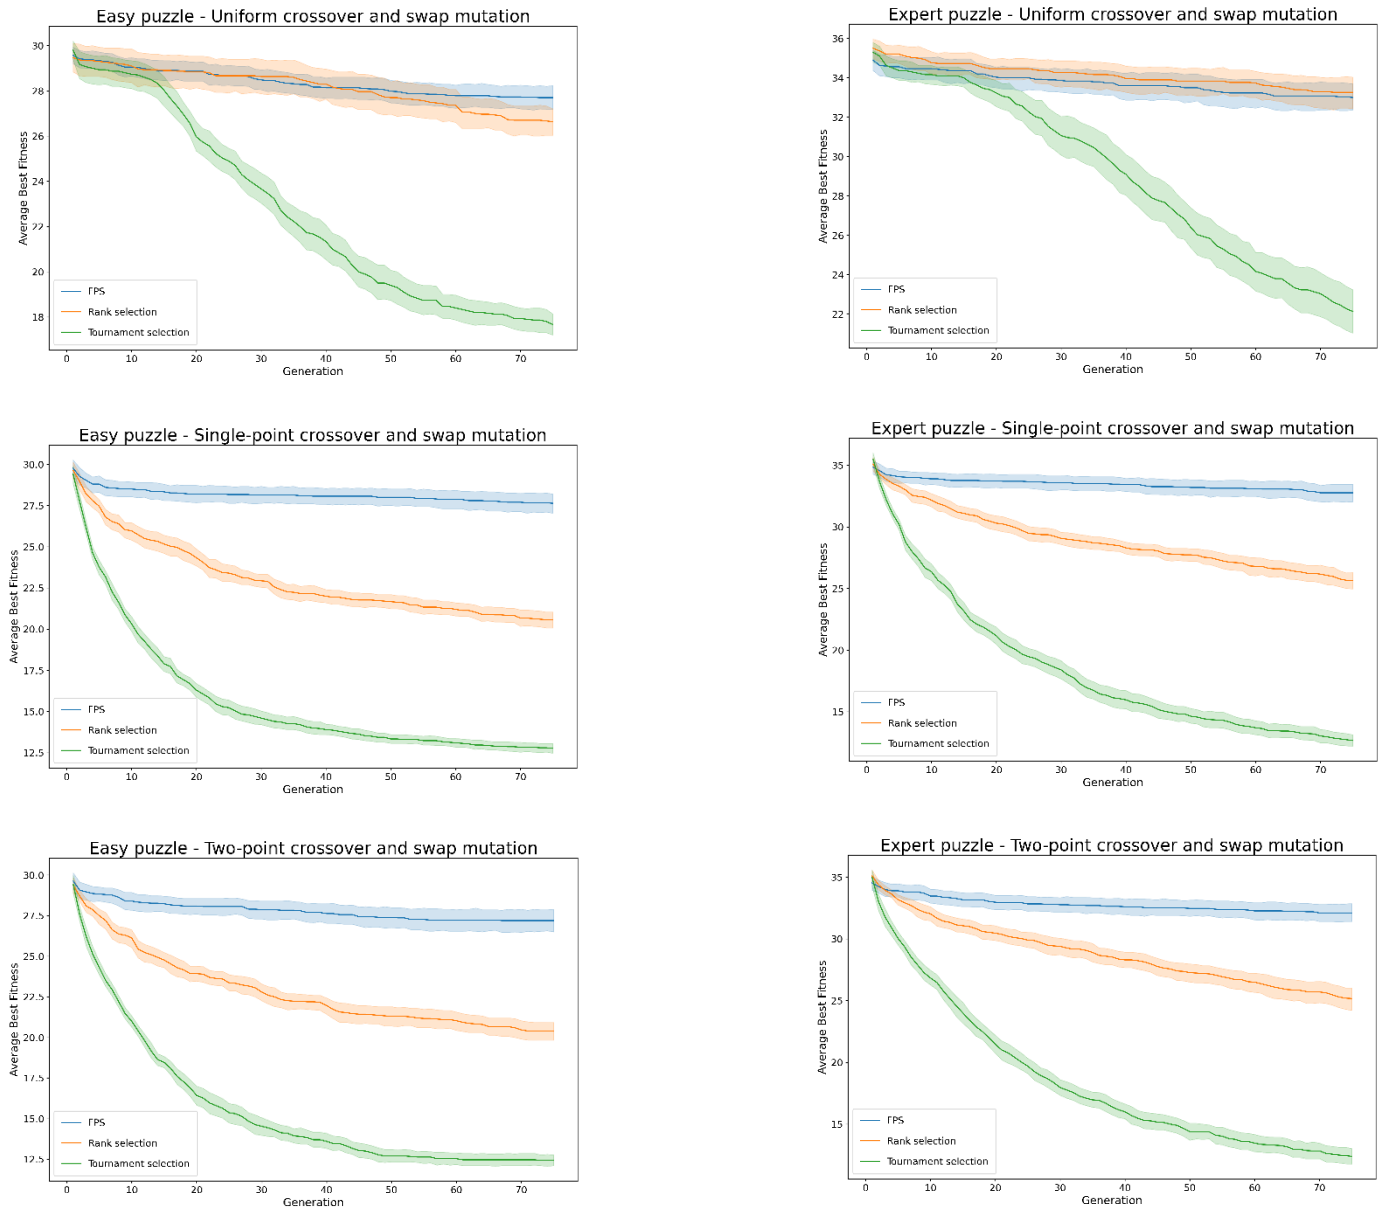 Easy puzzle - Uniform crossover and swap mutation
Average Best Fitness
30
28
26
24
22
20
18
FPS
Rank selection
Tournament selection
0 10 20 30 40 50 60 70
Generation
Expert puzzle - Uniform crossover and swap mutation
Average Best Fitness
36
34
32
30
28
26
24
22
FPS
Rank selection
Tournament selection
0 10 20 30 40 50 60 70
Generation
Easy puzzle - Single-point crossover and swap mutation
Average Best Fitness
30.0
27.5
25.0
22.5
20.0
17.5
15.0
12.5
FPS
Rank selection
Tournament selection
0 10 20 30 40 50 60 70
Generation
Expert puzzle - Single-point crossover and swap mutation
Average Best Fitness
35
30
25
20
15
FPS
Rank selection
Tournament selection
0 10 20 30 40 50 60 70
Generation
Easy puzzle - Two-point crossover and swap mutation
Average Best Fitness
30.0
27.5
25.0
22.5
20.0
17.5
15.0
12.5
FPS
Rank selection
Tournament selection
0 10 20 30 40 50 60 70
Generation
Expert puzzle - Two-point crossover and swap mutation
Average Best Fitness
35
30
25
20
15
FPS
Rank selection
Tournament selection
0 10 20 30 40 50 60 70
Generation